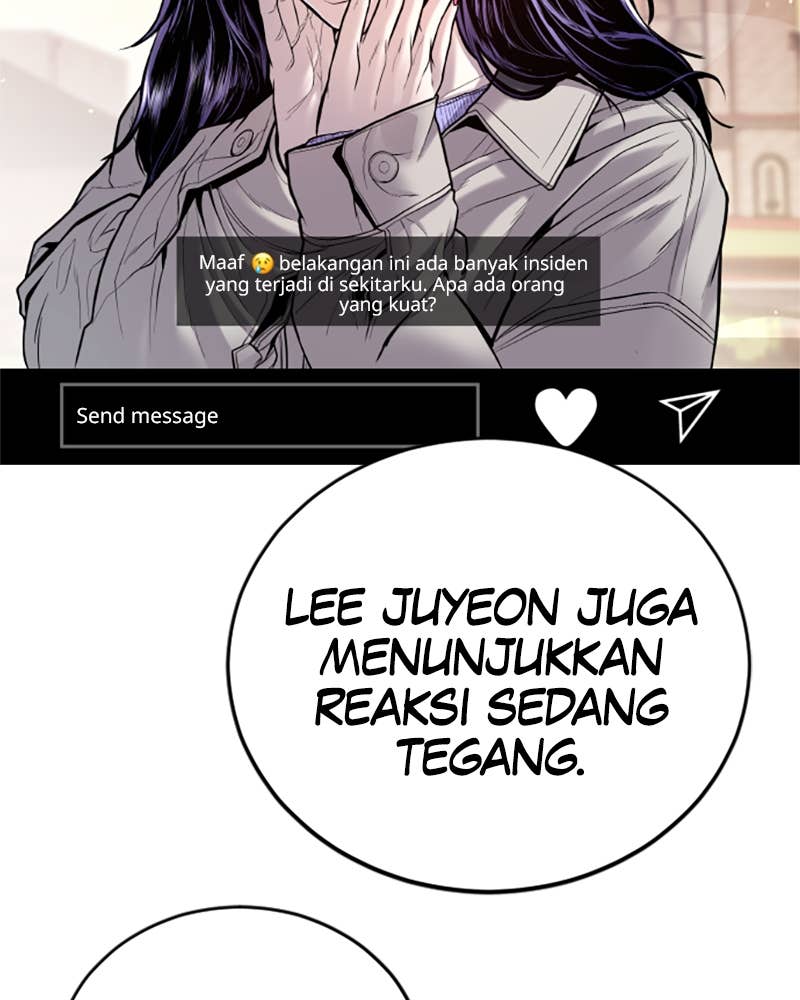 Maaf 😢 belakangan ini ada banyak insiden
yang terjadi di sekitarku. Apa ada orang
yang kuat?
Send message
LEE JUYEON JUGA
MENUNJUKKAN
REAKSI SEDANG
TEGANG.